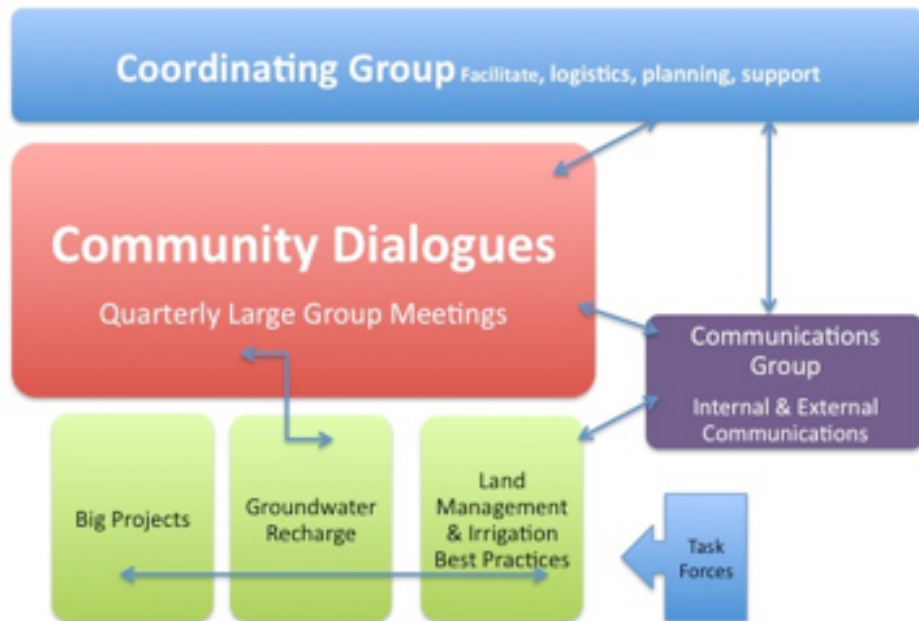 Coordinating Group Facilitate, logistics, planning, support
Community Dialogues
Quarterly Large Group Meetings
Communications
Group
Internal & External
Communications
Big Projects
Groundwater
Recharge
Land
Management
& Irrigation
Best Practices
Task
Forces